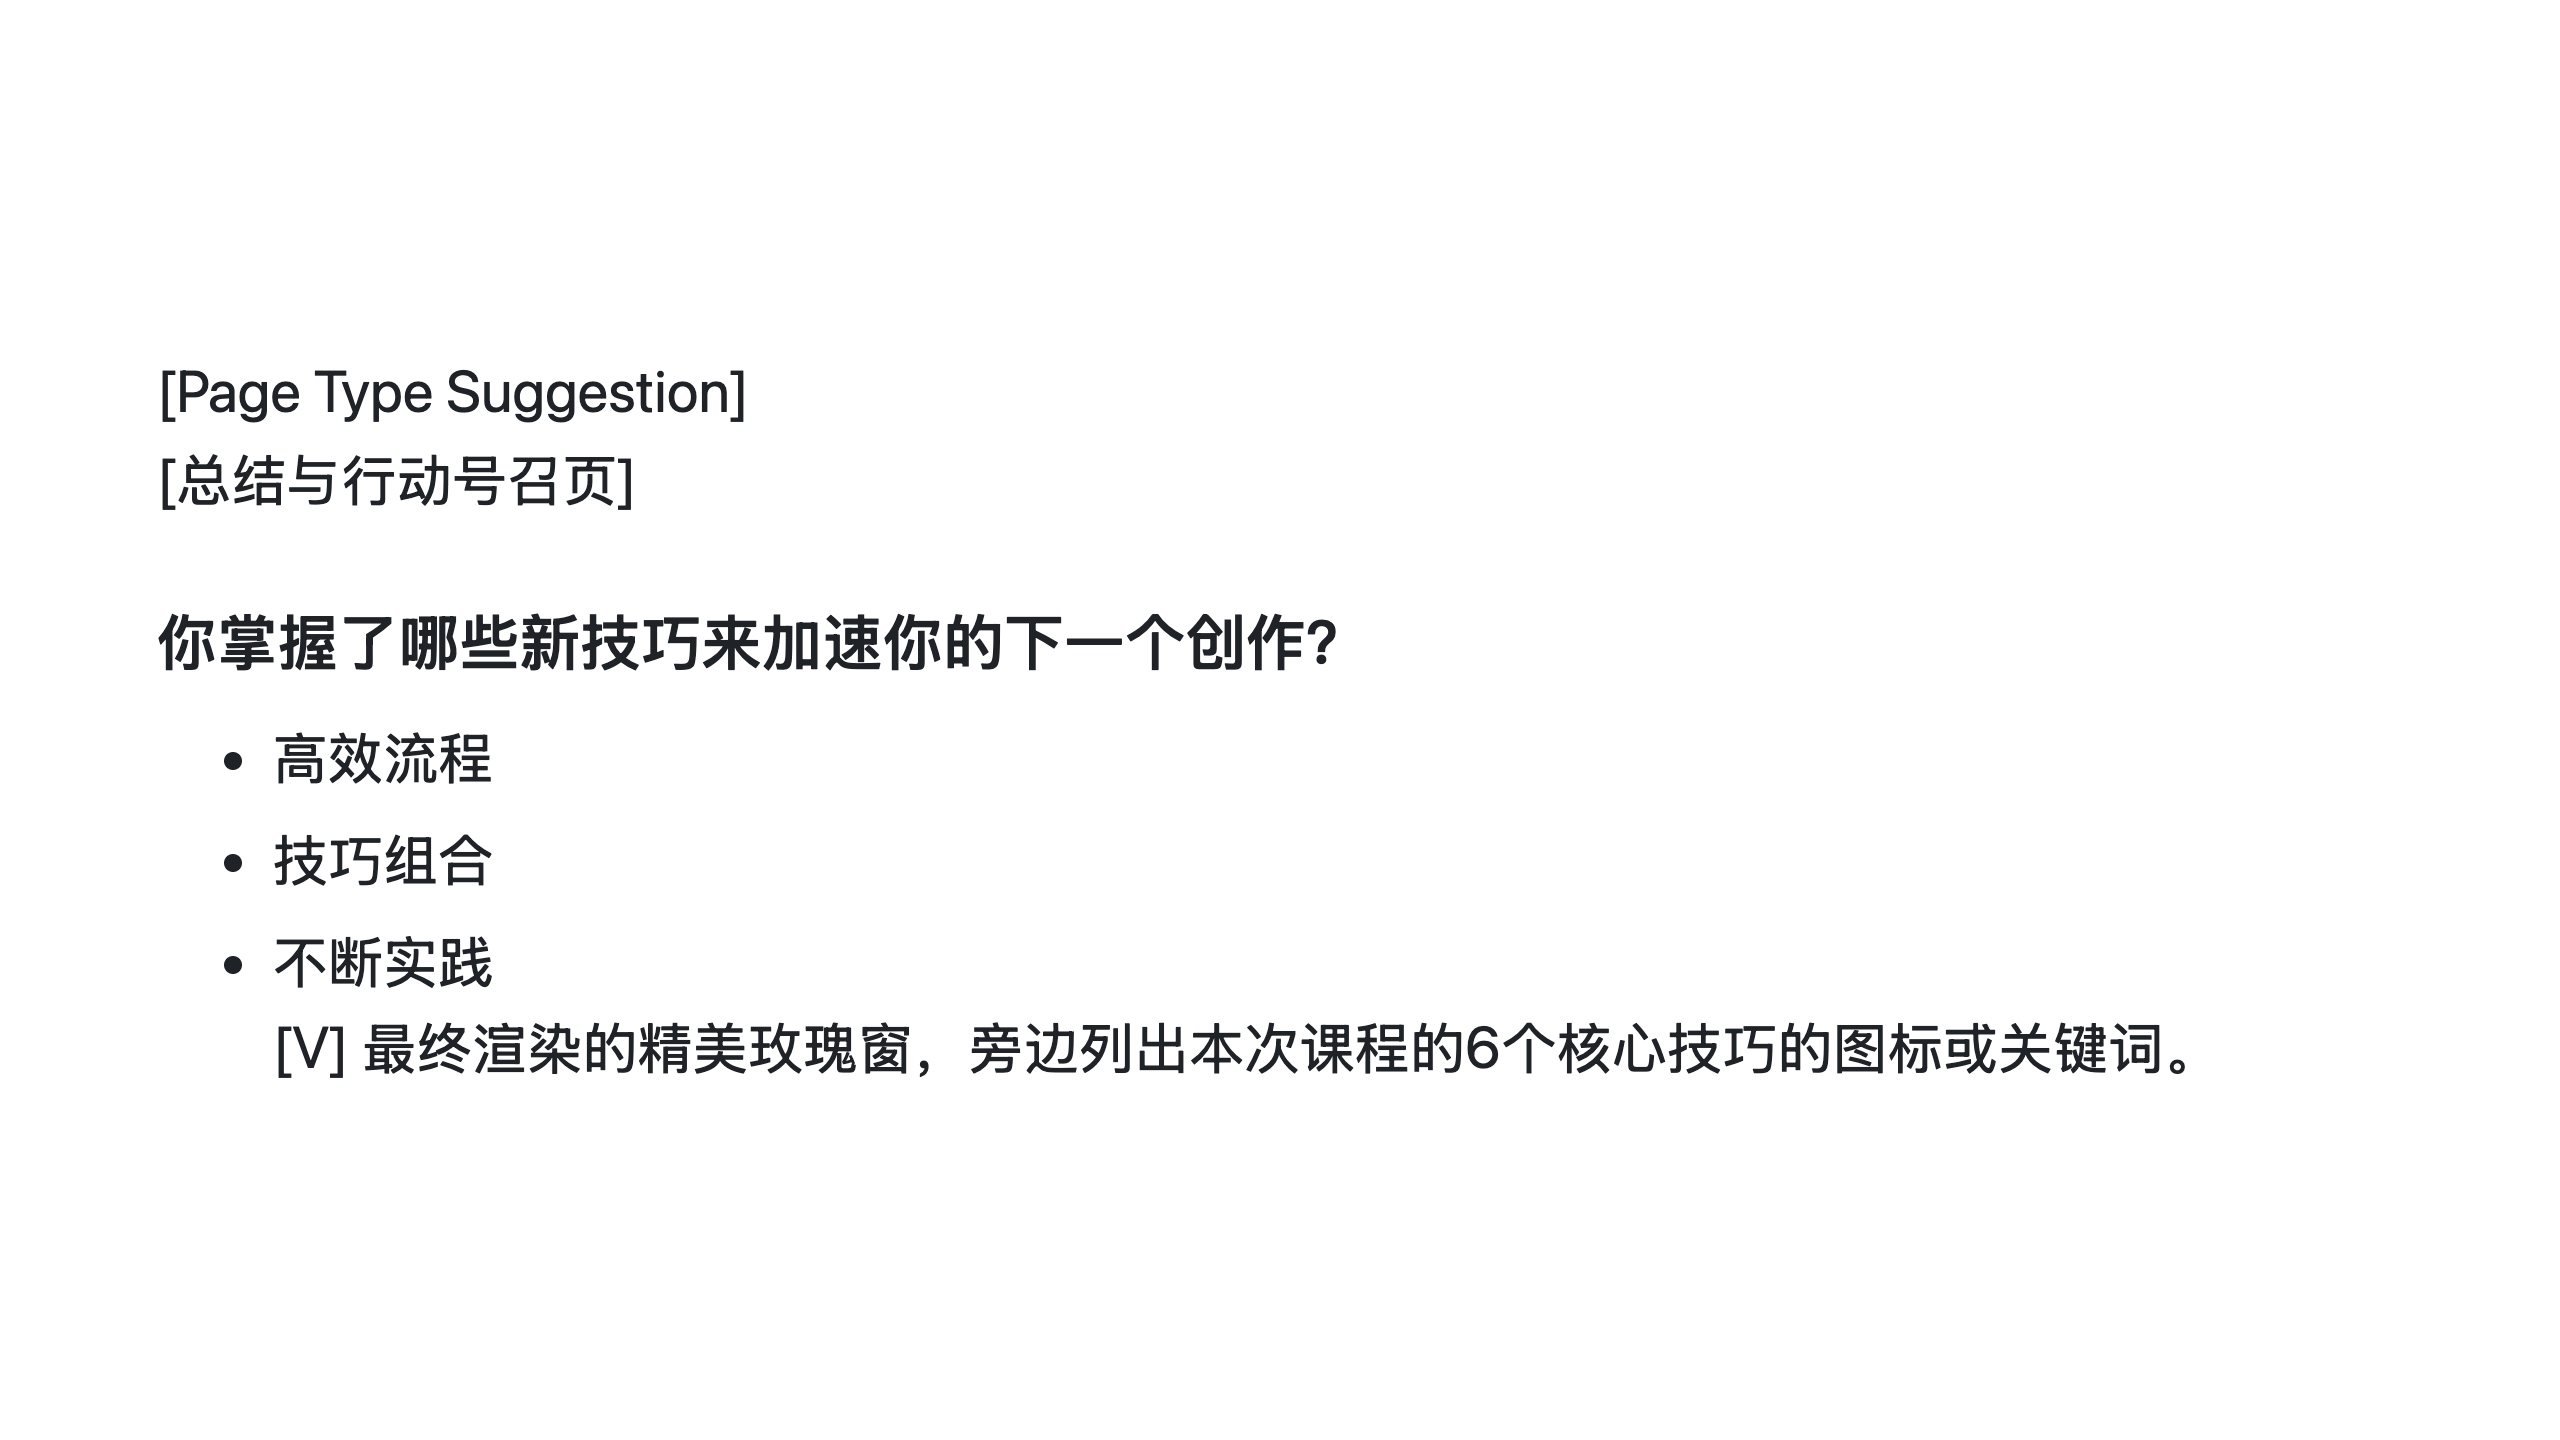 [Page Type Suggestion]
[总结与行动号召页]
你掌握了哪些新技巧来加速你的下一个创作?
• 高效流程
• 技巧组合
• 不断实践
[V] 最终渲染的精美玫瑰窗，旁边列出本次课程的6个核心技巧的图标或关键词。